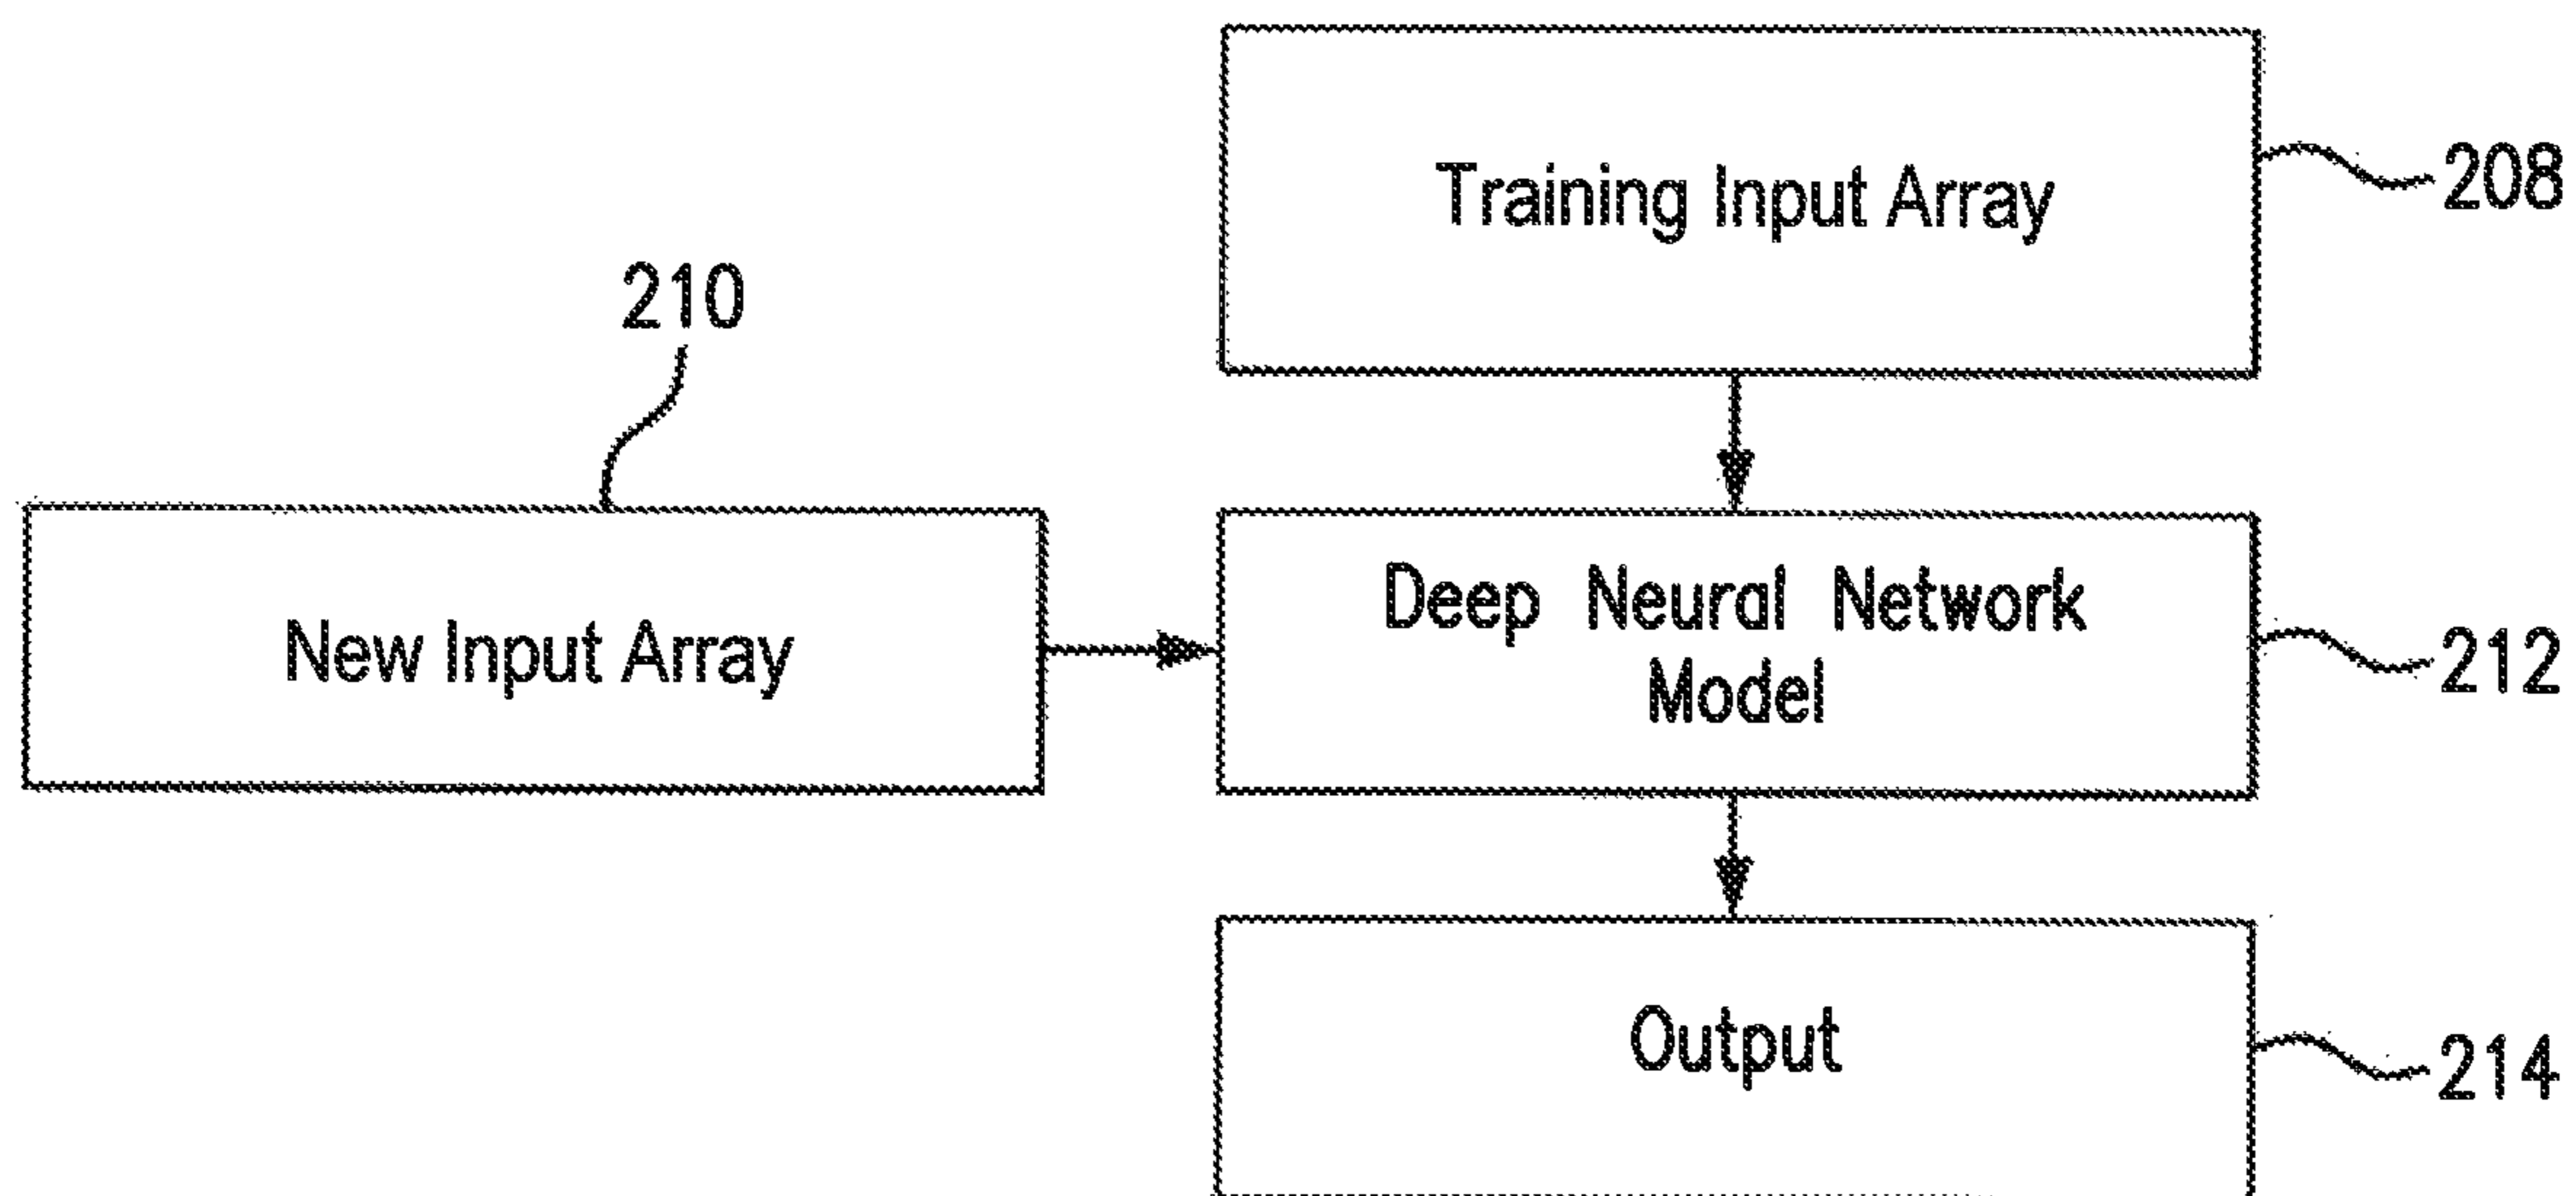 Training Input Array
208
210
New Input Array
Deep Neural Network
Model
212
Output
214